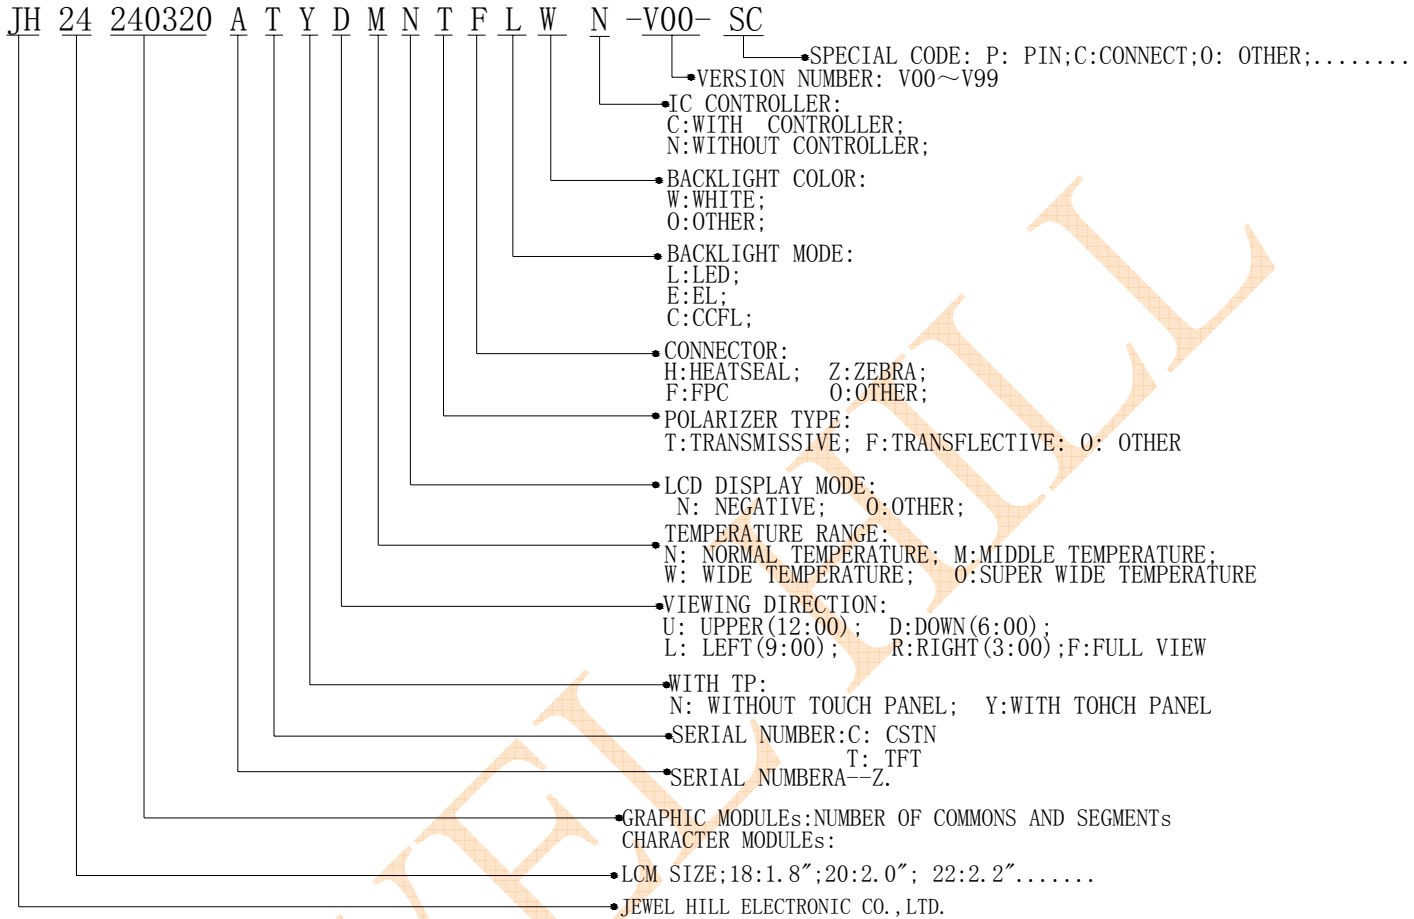 JH 24 240320 A T Y D M N T F L W N -V00- SC
SPECIAL CODE: P: PIN;C:CONNECT;O: OTHER;........
VERSION NUMBER: V00～V99
IC CONTROLLER:
C:WITH CONTROLLER;
N:WITHOUT CONTROLLER;
BACKLIGHT COLOR:
W:WHITE;
O:OTHER;
BACKLIGHT MODE:
L:LED;
E:EL;
C:CCFL;
CONNECTOR:
H:HEATSEAL; Z:ZEBRA;
F:FPC O:OTHER;
POLARIZER TYPE:
T:TRANSMISSIVE; F:TRANSFLECTIVE: O: OTHER
LCD DISPLAY MODE:
N: NEGATIVE; O:OTHER;
TEMPERATURE RANGE:
N: NORMAL TEMPERATURE; M:MIDDLE TEMPERATURE;
W: WIDE TEMPERATURE; O:SUPER WIDE TEMPERATURE
VIEWING DIRECTION:
U: UPPER(12:00); D:DOWN(6:00);
L: LEFT(9:00); R:RIGHT(3:00);F:FULL VIEW
WITH TP:
N: WITHOUT TOUCH PANEL; Y:WITH TOHCH PANEL
SERIAL NUMBER:C: CSTN
T: TFT
SERIAL NUMBERA--Z.
GRAPHIC MODULEs:NUMBER OF COMMONS AND SEGMENTs
CHARACTER MODULEs:
LCM SIZE;18:1.8″;20:2.0″; 22:2.2″.......
JEWEL HILL ELECTRONIC CO.,LTD.
WEL HILL